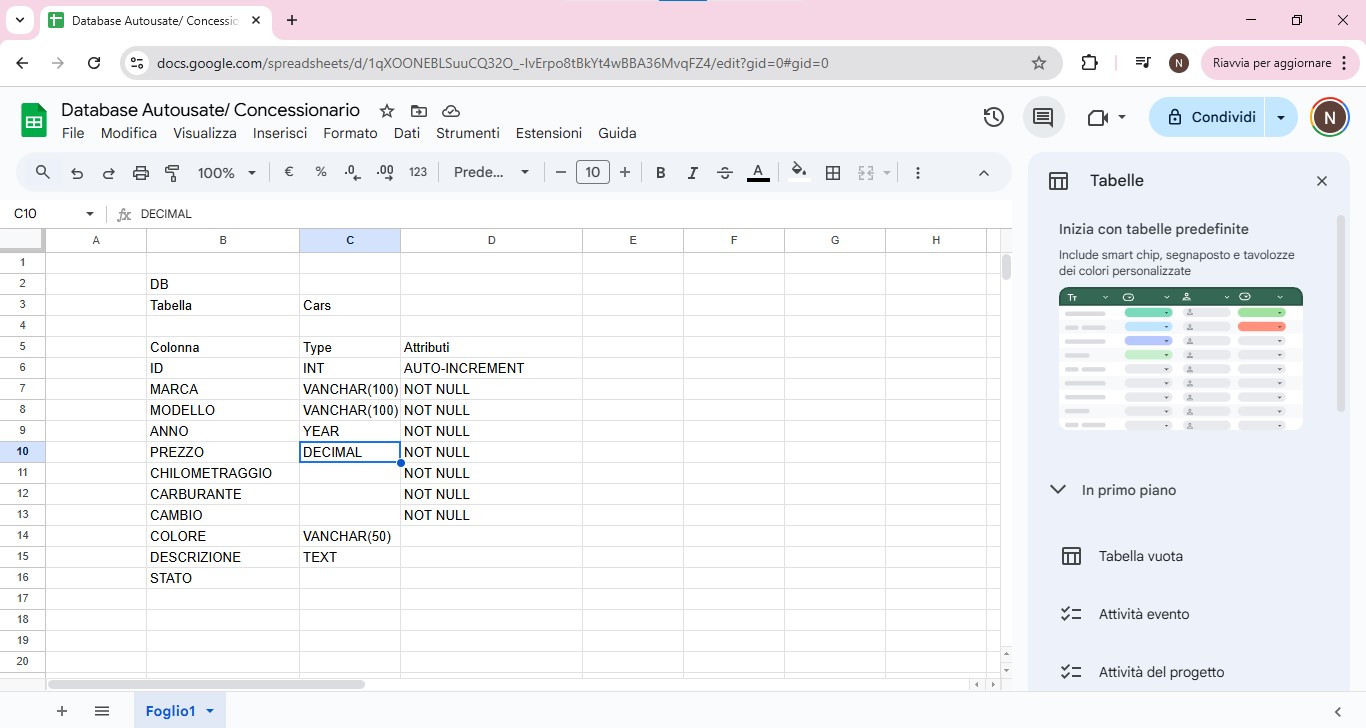 Database Autousate/ Concessio
docs.google.com/spreadsheets/d/1qXOONEBLSuuCQ32O_-IvErpo8tBkYt4wBBA36MvqFZ4/edit?gid=0#gid=0
N
Riavvia per aggiornare
Database Autousate/ Concessionario
File Modifica Visualizza Inserisci Formato Dati Strumenti Estensioni Guida
Condividi
N
100% € % .0 .00 123 Prede... 10 B I S A
C10 fx DECIMAL
A B C D E F G H
1
2 DB
3 Tabella Cars
4
5 Colonna Type Attributi
6 ID INT AUTO-INCREMENT
7 MARCA VARCHAR(100) NOT NULL
8 MODELLO VARCHAR(100) NOT NULL
9 ANNO YEAR NOT NULL
10 PREZZO DECIMAL NOT NULL
11 CHILOMETRAGGIO NOT NULL
12 CARBURANTE NOT NULL
13 CAMBIO NOT NULL
14 COLORE VARCHAR(50)
15 DESCRIZIONE TEXT
16 STATO
17
18
19
20
Foglio1
Tabelle
Inizia con tabelle predefinite
Include smart chip, segnaposto e tavolozze
dei colori personalizzate
Tт
In primo piano
Tabella vuota
Attività evento
Attività del progetto